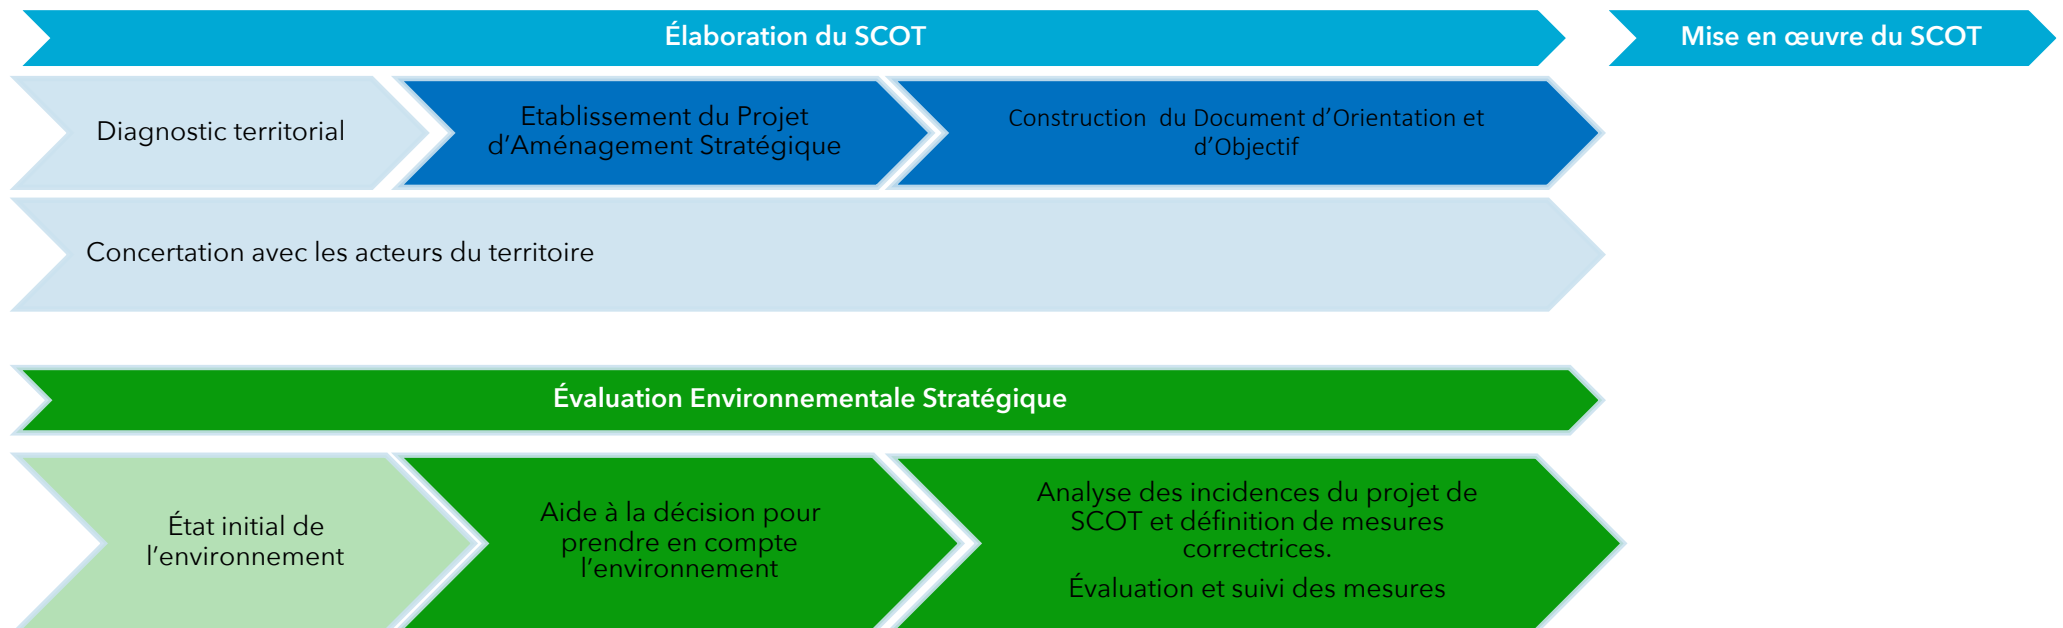 Élaboration du SCOT
Mise en œuvre du SCOT
Diagnostic territorial
Etablissement du Projet
d'Aménagement Stratégique
Construction du Document d'Orientation et
d'Objectif
Concertation avec les acteurs du territoire
Évaluation Environnementale Stratégique
État initial de
l'environnement
Aide à la décision pour
prendre en compte
l'environnement
Analyse des incidences du projet de
SCOT et définition de mesures
correctrices.
Évaluation et suivi des mesures